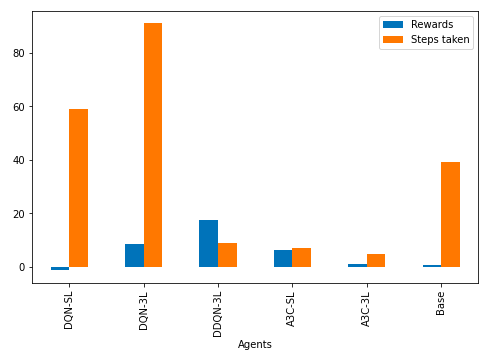 Rewards
Steps taken
80
60
40
20
0
DQN-SL
DQN-3L
DDQN-3L
A3C-SL
A3C-3L
Base
Agents